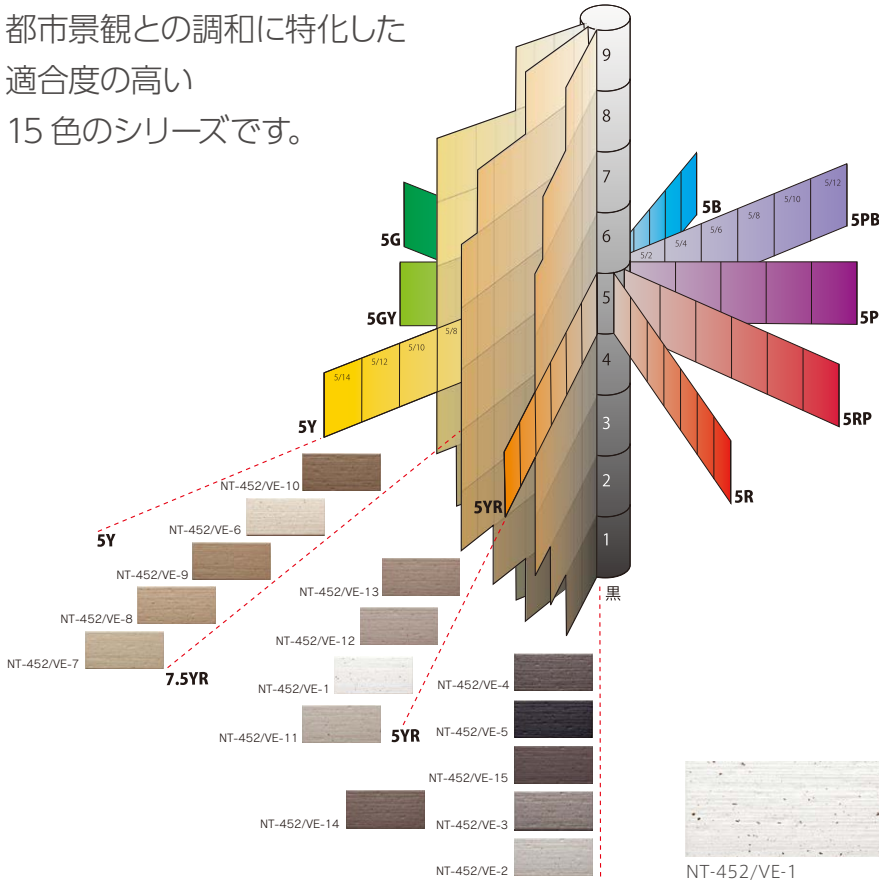 都市景観との調和に特化した
適合度の高い
15 色のシリーズです。
9
8
7
6
5
4
3
2
1
黒
5G
5GY
5/8
5/10
5/12
5/14
5Y
5B
5/12
5/10
5/8
5/6
5/4
5/2
5PB
5P
5RP
5R
5YR
5Y
NT-452/VE-10
NT-452/VE-6
NT-452/VE-9
NT-452/VE-8
NT-452/VE-7
7.5YR
NT-452/VE-13
NT-452/VE-12
NT-452/VE-1
NT-452/VE-11
5YR
NT-452/VE-14
NT-452/VE-4
NT-452/VE-5
NT-452/VE-15
NT-452/VE-3
NT-452/VE-2
NT-452/VE-1